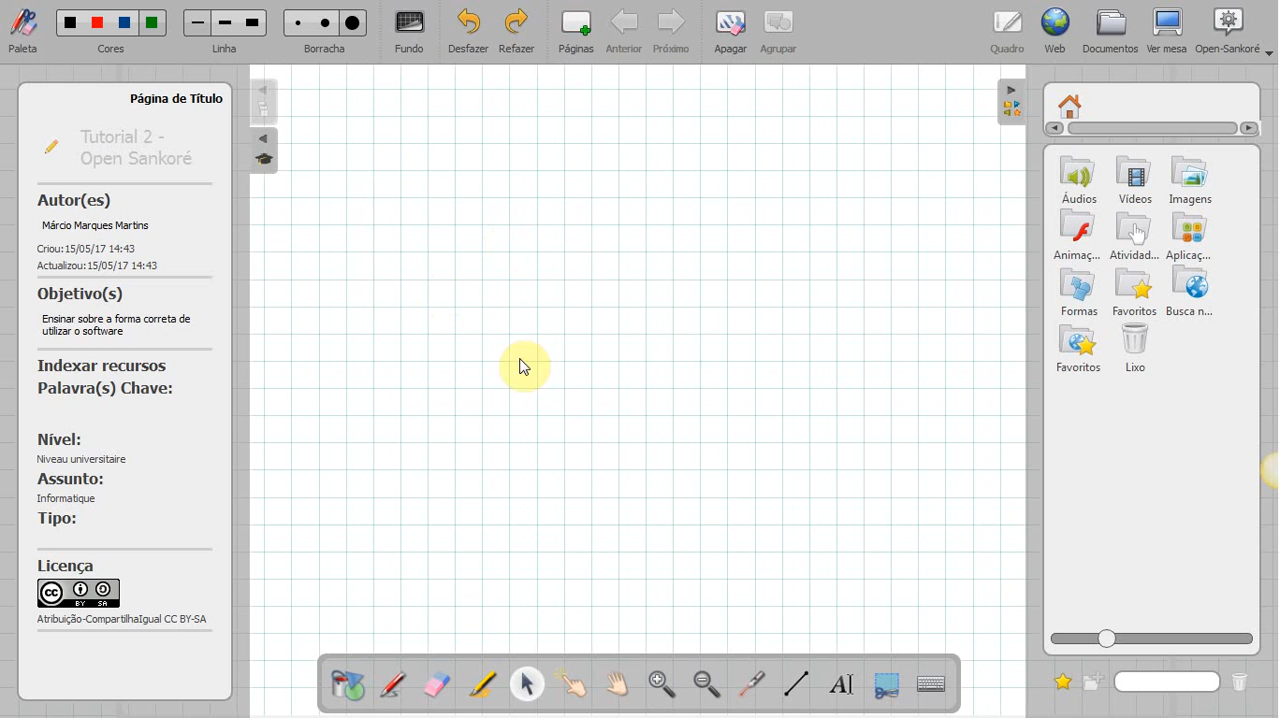 Paleta
Cores
Linha
Borracha
Fundo
Desfazer
Refazer
Páginas
Anterior
Próximo
Apagar
Agrupar
Quadro
Web
Documentos
Ver mesa
Open-Sankoré
Página de Título
Tutorial 2 -
Open Sankoré
Autor(es)
Márcio Marques Martins
Criou:15/05/17 14:43
Actualizou:15/05/17 14:43
Objetivo(s)
Ensinar sobre a forma correta de
utilizar o software
Indexar recursos
Palavra(s) Chave:
Nível:
Niveau universitaire
Assunto:
Informatique
Tipo:
Licença
cc BY SA
Atribuição-CompartilhaIgual CC BY-SA
Áudios
Vídeos
Imagens
Animaç...
Atividad...
Aplicaç...
Formas
Favoritos
Busca n...
Favoritos
Lixo
AI